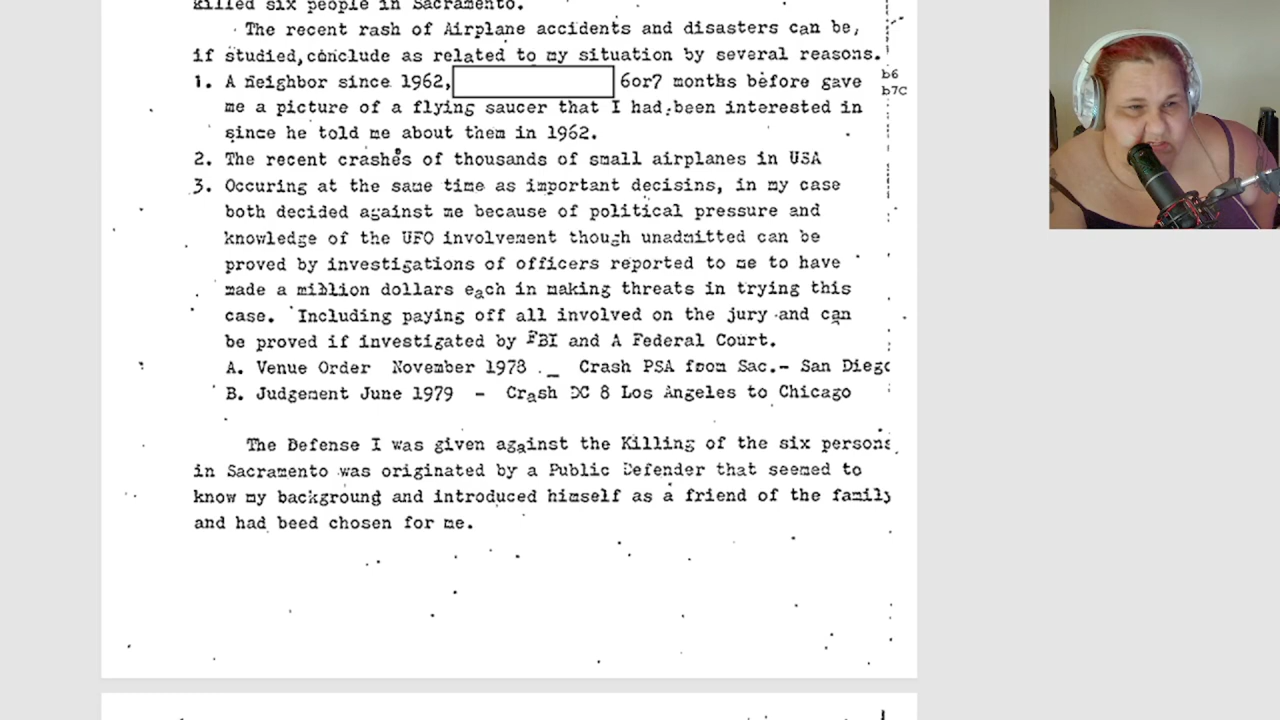 killed six people in Sacramento.
The recent rash of Airplane accidents and disasters can be,
if studied,conclude as related to my situation by several reasons.
1. A neighbor since 1962, 6or7 months before gave
b6
b7C
me a picture of a flying saucer that I had been interested in
since he told me about them in 1962.
2. The recent crashes of thousands of small airplanes in USA
3. Occuring at the same time as important decisins, in my case
both decided against me because of political pressure and
knowledge of the UFO involvement though unadmitted can be
proved by investigations of officers reported to me to have
made a million dollars each in making threats in trying this
case. Including paying off all involved on the jury and can
be proved if investigated by FBI and A Federal Court.
A. Venue Order November 1978 - Crash PSA from Sac.- San Diego
B. Judgement June 1979 - Crash DC 8 Los Angeles to Chicago
The Defense I was given against the Killing of the six persons
in Sacramento was originated by a Public Defender that seemed to
know my backgroung and introduced himself as a friend of the family
and had beed chosen for me.